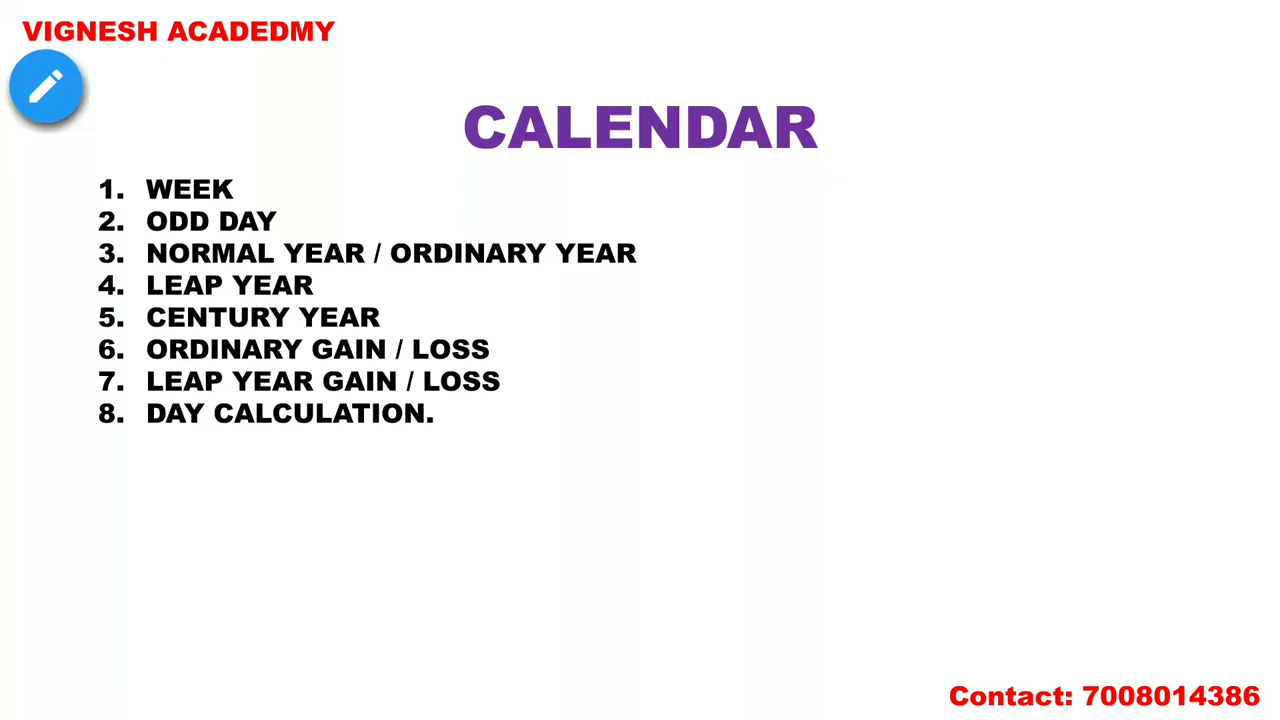 VIGNESH ACADEDMY
CALENDAR
1. WEEK
2. ODD DAY
3. NORMAL YEAR / ORDINARY YEAR
4. LEAP YEAR
5. CENTURY YEAR
6. ORDINARY GAIN / LOSS
7. LEAP YEAR GAIN / LOSS
8. DAY CALCULATION.
Contact: 7008014386